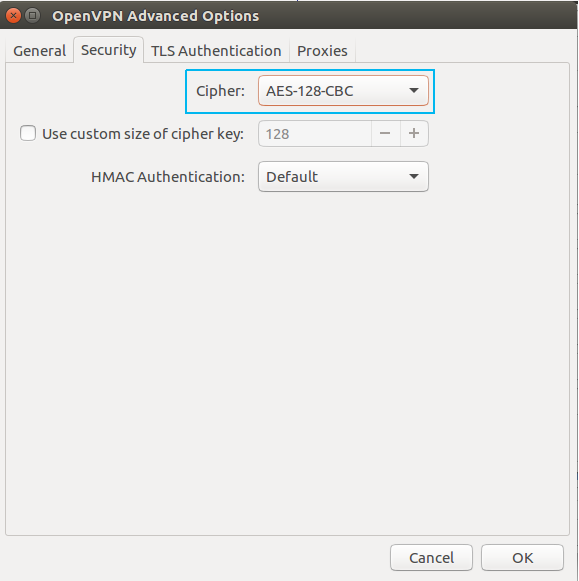 OpenVPN Advanced Options
General Security TLS Authentication Proxies
Cipher: AES-128-CBC
Use custom size of cipher key: 128
HMAC Authentication: Default
Cancel OK